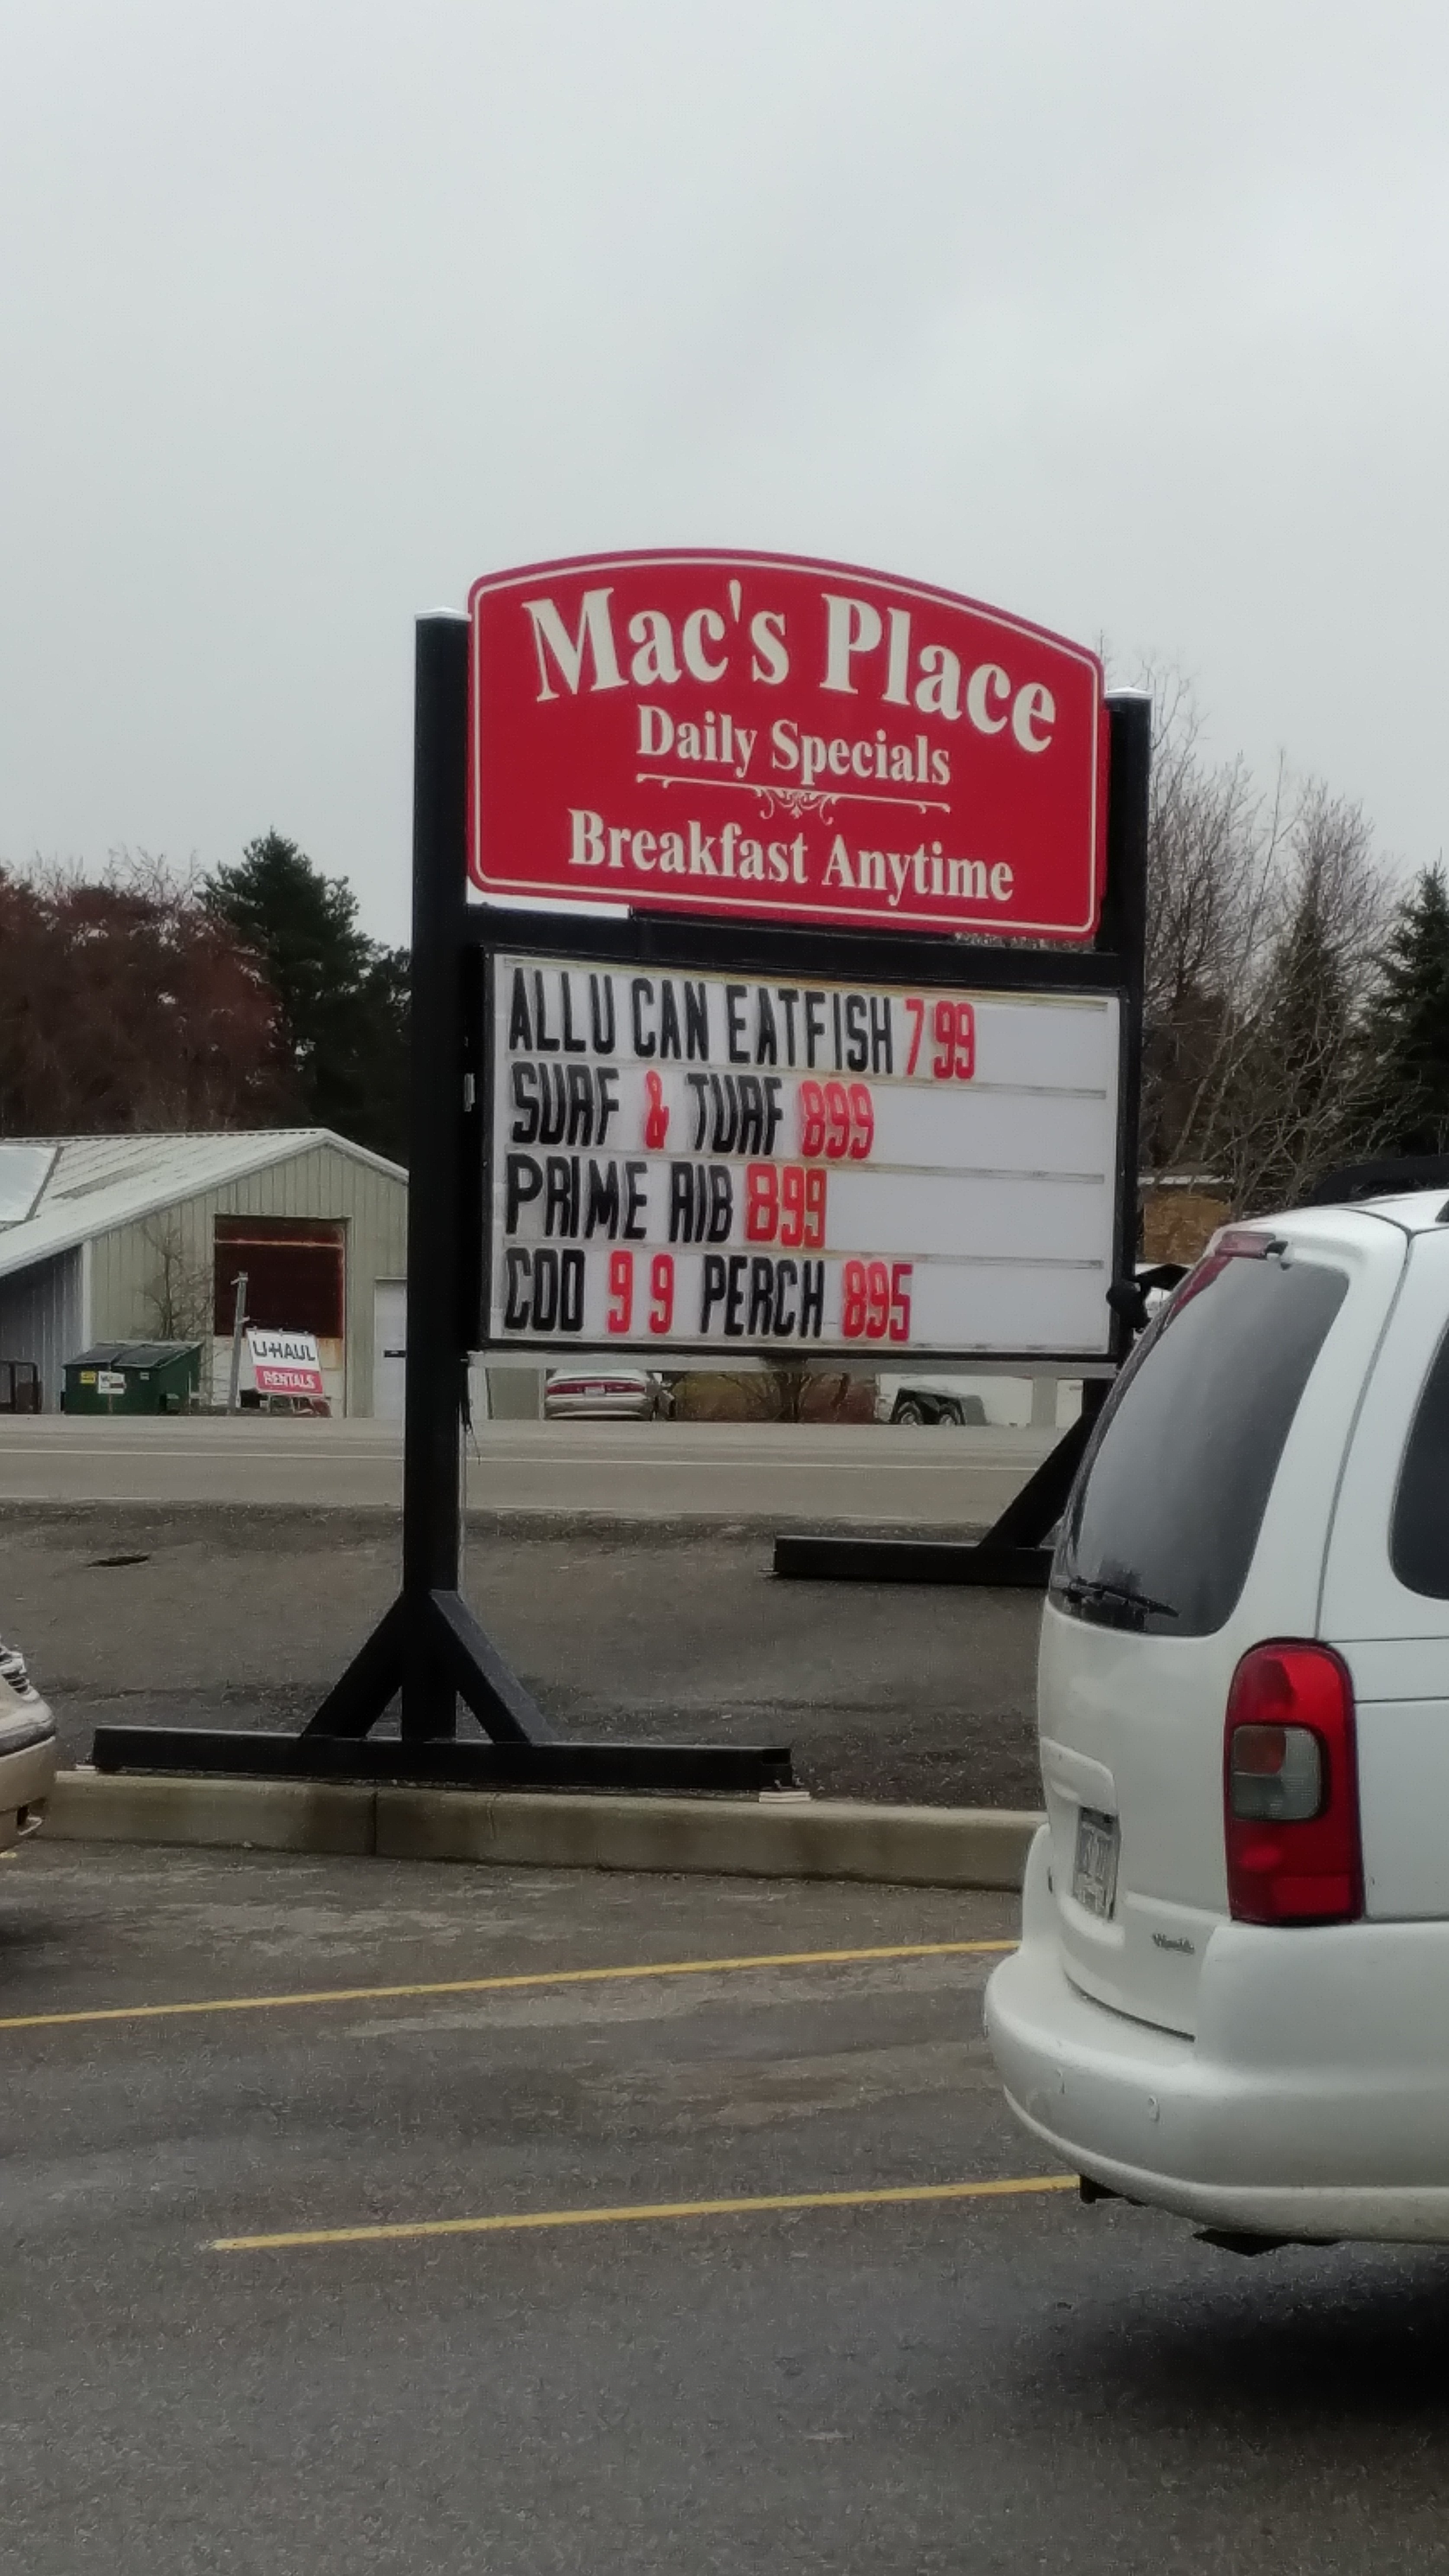 Mac's Place
Daily Specials
Breakfast Anytime
ALLU CAN EATFISH 799
SURF & TURF 899
PRIME RIB 899
COD 9 9 PERCH 895
U-HAUL
RENTALS